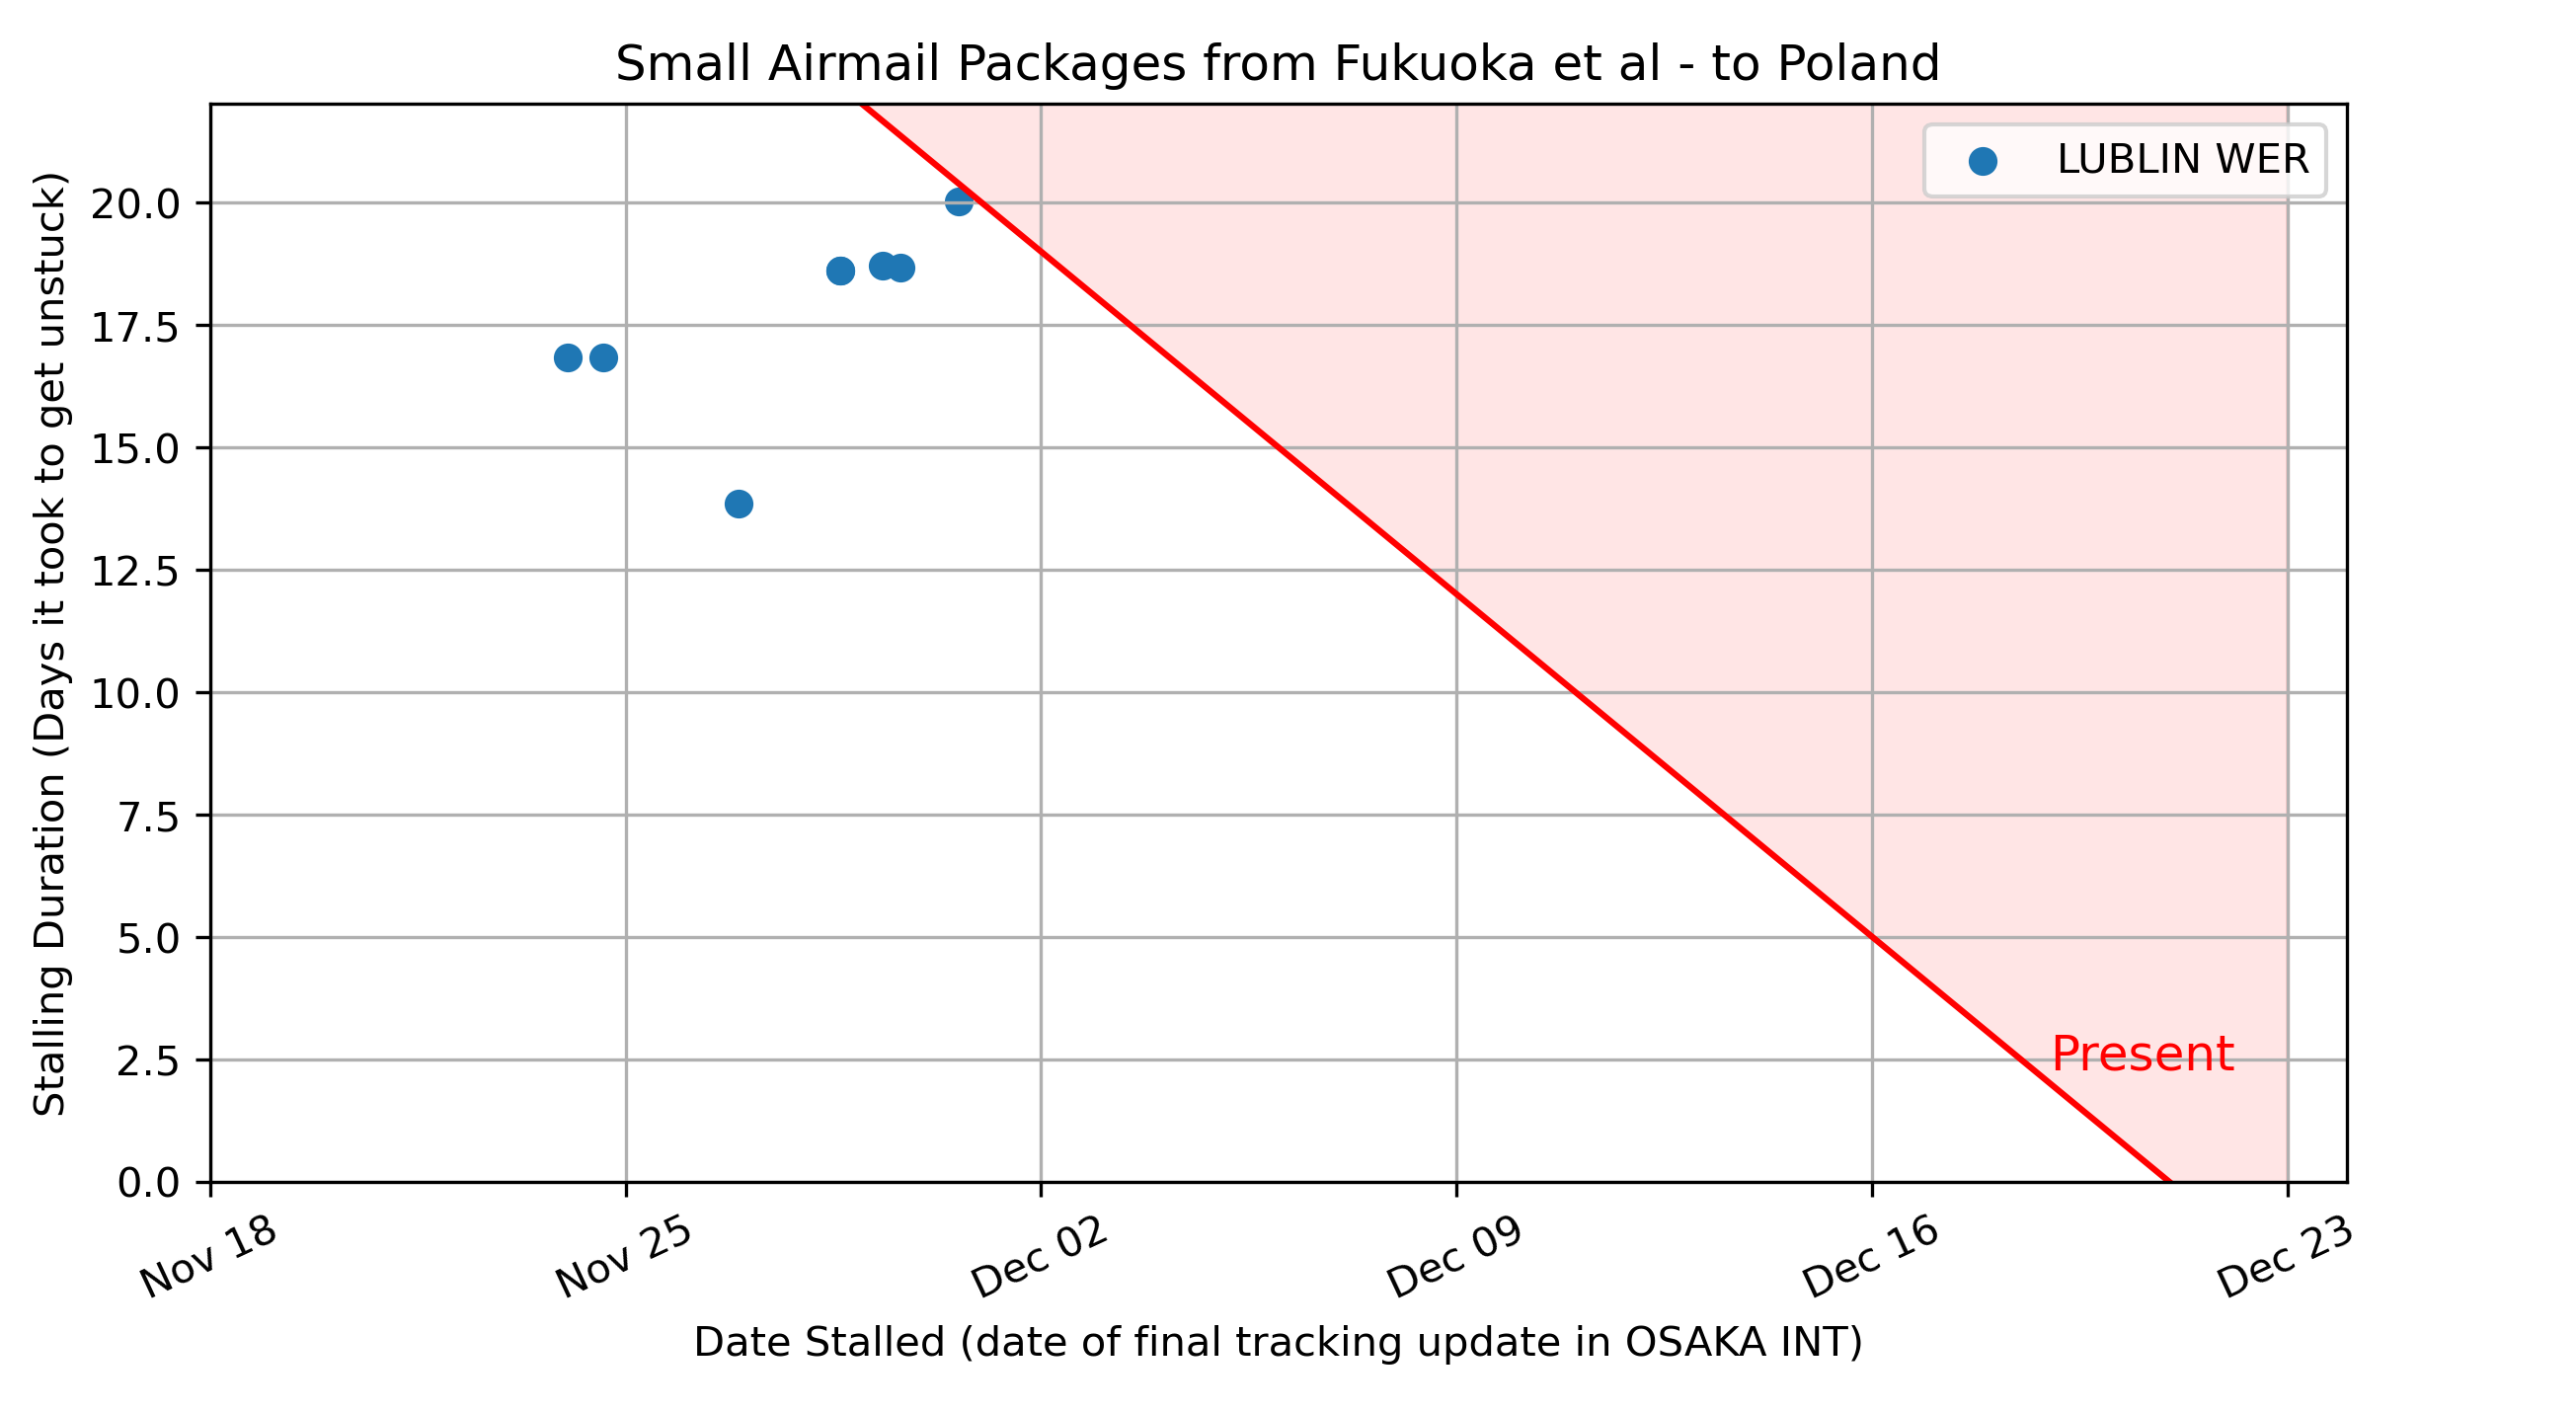 Small Airmail Packages from Fukuoka et al - to Poland
LUBLIN WER
Stalling Duration (Days it took to get unstuck)
20.0
17.5
15.0
12.5
10.0
7.5
5.0
2.5
0.0
Present
Nov 18
Nov 25
Dec 02
Dec 09
Dec 16
Dec 23
Date Stalled (date of final tracking update in OSAKA INT)